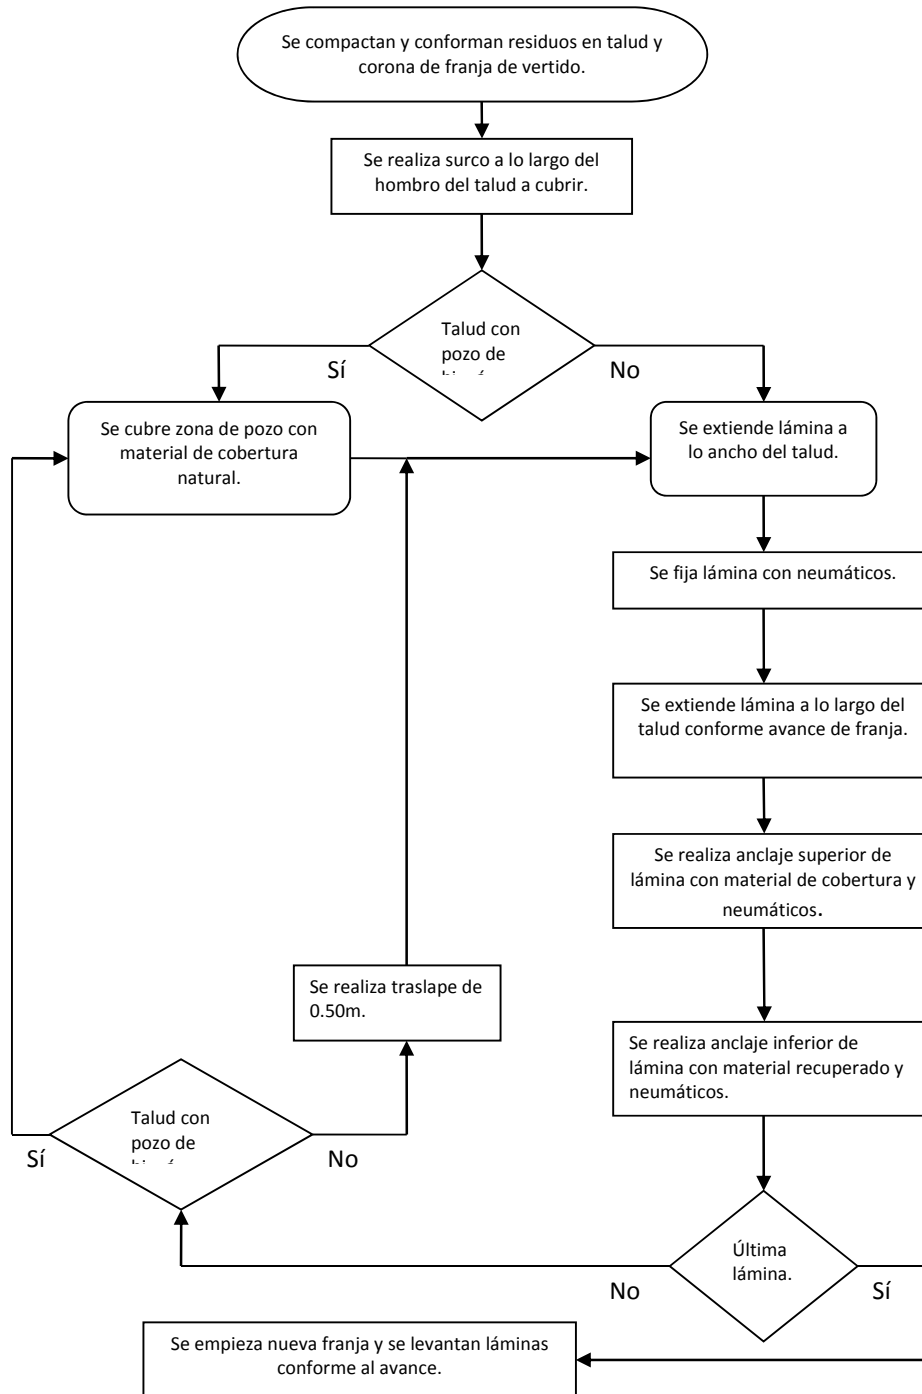 Se compactan y conforman residuos en talud y
corona de franja de vertido.
Se realiza surco a lo largo del
hombro del talud a cubrir.
Talud con
pozo de
Sí
No
Se cubre zona de pozo con
material de cobertura
natural.
Se extiende lámina a
lo ancho del talud.
Se fija lámina con neumáticos.
Se extiende lámina a lo largo del
talud conforme avance de franja.
Se realiza anclaje superior de
lámina con material de cobertura y
neumáticos.
Se realiza traslape de
0.50m.
Se realiza anclaje inferior de
lámina con material recuperado y
neumáticos.
Talud con
pozo de
Sí
No
Última
lámina.
No
Sí
Se empieza nueva franja y se levantan láminas
conforme al avance.